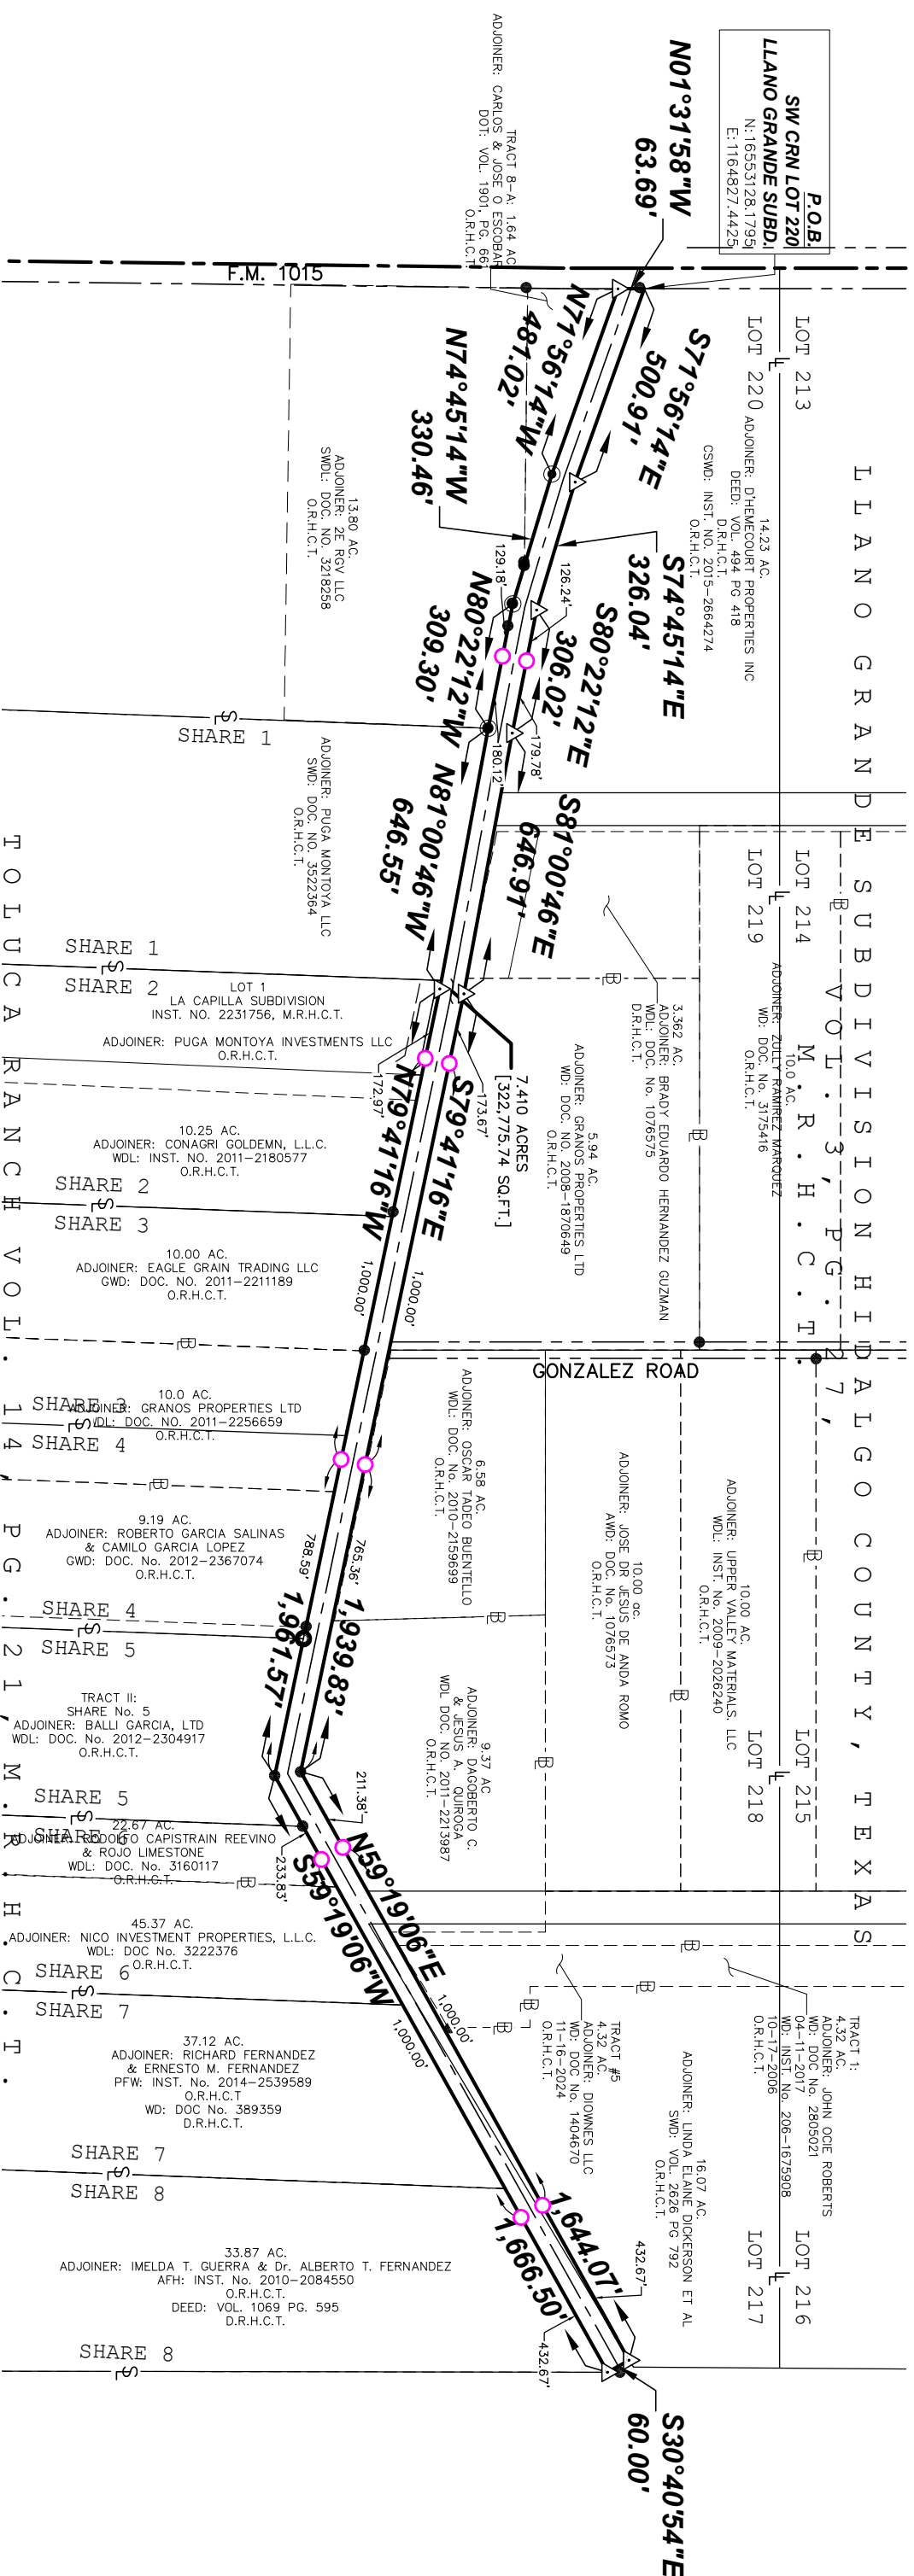 P.O.B.
SW CRN LOT 220
LLANO GRANDE SUBD.
N:16553128.1795
E:1164827.4425
N01°31'58"W
63.69'
TRACT 8-A: 1.64 AC
ADJOINER: CARLOS & JOSE O ESCOBAR
DOT: VOL. 1901, PG. 661
O.R.H.C.T.
F.M. 1015
LLANO GRANDE SUBDIVISION HIDALGO COUNTY, TEXAS
VOL. 3, PG. 27,
M.R.H.C.T.
LOT 213
LOT 220
14.23 AC.
ADJOINER: D'HEMECOURT PROPERTIES INC
DEED: VOL. 494 PG 418
D.R.H.C.T.
CSWD: INST. NO. 2015-2664274
O.R.H.C.T.
S71°56'14"E
500.91'
N71°56'14"W
481.02'
N74°45'14"W
330.46'
S74°45'14"E
326.04'
129.18'
126.24'
S80°22'12"E
306.02'
N80°22'12"W
309.30'
179.78'
180.12'
13.80 AC.
ADJOINER: 2E RGV LLC
SWDL: DOC. NO. 3218258
O.R.H.C.T.
SHARE 1
ADJOINER: PUGA MONTOYA LLC
SWD: DOC. NO. 3522364
O.R.H.C.T.
S81°00'46"E
646.91'
N81°00'46"W
646.55'
LOT 214
LOT 219
10.0 AC.
ADJOINER: ZULLY RAMIREZ MARQUEZ
WD: DOC. NO. 3175416
O.R.H.C.T.
3.362 AC.
ADJOINER: BRADY EDUARDO HERNANDEZ GUZMAN
WDL: DOC. No. 1076575
D.R.H.C.T.
5.94 AC.
ADJOINER: GRANOS PROPERTIES LTD
WD: DOC. NO. 2008-1870649
O.R.H.C.T.
7.410 ACRES
[322,775.74 SQ.FT.]
SHARE 1
SHARE 2
LOT 1
LA CAPILLA SUBDIVISION
INST. NO. 2231756, M.R.H.C.T.
ADJOINER: PUGA MONTOYA INVESTMENTS LLC
O.R.H.C.T.
173.67'
172.97'
S79°41'16"E
N79°41'16"W
10.25 AC.
ADJOINER: CONAGRI GOLDEMN, L.L.C.
WDL: INST. NO. 2011-2180577
O.R.H.C.T.
SHARE 2
SHARE 3
10.00 AC.
ADJOINER: EAGLE GRAIN TRADING LLC
GWD: DOC. NO. 2011-2211189
O.R.H.C.T.
1,000.00'
1,000.00'
GONZALEZ ROAD
10.0 AC.
ADJOINER: GRANOS PROPERTIES LTD
WDL: DOC. NO. 2011-2256659
O.R.H.C.T.
SHARE 3
SHARE 4
6.58 AC.
ADJOINER: OSCAR TADEO BUENTELLO
WDL: DOC. No. 2010-2159699
O.R.H.C.T.
10.00 ac.
ADJOINER: JOSE DR JESUS DE ANDA ROMO
AWD: DOC. No. 1076573
O.R.H.C.T.
10.00 AC.
ADJOINER: UPPER VALLEY MATERIALS, LLC
WDL: INST. No. 2009-2026240
O.R.H.C.T.
9.19 AC.
ADJOINER: ROBERTO GARCIA SALINAS
& CAMILO GARCIA LOPEZ
GWD: DOC. No. 2012-2367074
O.R.H.C.T.
765.36'
788.59'
1,939.83'
1,961.57'
SHARE 4
SHARE 5
TRACT II:
SHARE No. 5
ADJOINER: BALLI GARCIA, LTD
WDL: DOC. No. 2012-2304917
O.R.H.C.T.
9.37 AC
ADJOINER: DAGOBERTO C.
& JESUS A. QUIROGA
WDL DOC. NO. 2011-2213987
O.R.H.C.T.
LOT 215
LOT 218
SHARE 5
SHARE 6
22.67 AC.
ADJOINER: RODOLFO CAPISTRAIN REEVINO
& ROJO LIMESTONE
WDL: DOC. No. 3160117
O.R.H.C.T.
211.38'
233.83'
N59°19'06"E
S59°19'06"W
45.37 AC.
ADJOINER: NICO INVESTMENT PROPERTIES, L.L.C.
WDL: DOC No. 3222376
O.R.H.C.T.
SHARE 6
SHARE 7
1,000.00'
1,000.00'
37.12 AC.
ADJOINER: RICHARD FERNANDEZ
& ERNESTO M. FERNANDEZ
PFW: INST. No. 2014-2539589
O.R.H.C.T
WD: DOC No. 389359
D.R.H.C.T.
TRACT 1:
4.32 AC.
ADJOINER: JOHN OCIE ROBERTS
WD: DOC No. 2805021
04-11-2017
WD: INST. No. 206-1675908
10-17-2006
O.R.H.C.T.
TRACT #5
4.32 AC.
ADJOINER: DIOWNES LLC
WD: DOC No. 1404670
11-16-2024
O.R.H.C.T.
16.07 AC.
ADJOINER: LINDA ELAINE DICKERSON ET AL
SWD: VOL. 2626 PG 792
O.R.H.C.T.
SHARE 7
SHARE 8
LOT 216
LOT 217
1,644.07'
1,666.50'
432.67'
432.67'
33.87 AC.
ADJOINER: IMELDA T. GUERRA & Dr. ALBERTO T. FERNANDEZ
AFH: INST. No. 2010-2084550
O.R.H.C.T.
DEED: VOL. 1069 PG. 595
D.R.H.C.T.
SHARE 8
S30°40'54"E
60.00'
TOLUCA RANCH VOL. 14, PG. 21, M.R.H.C.T.